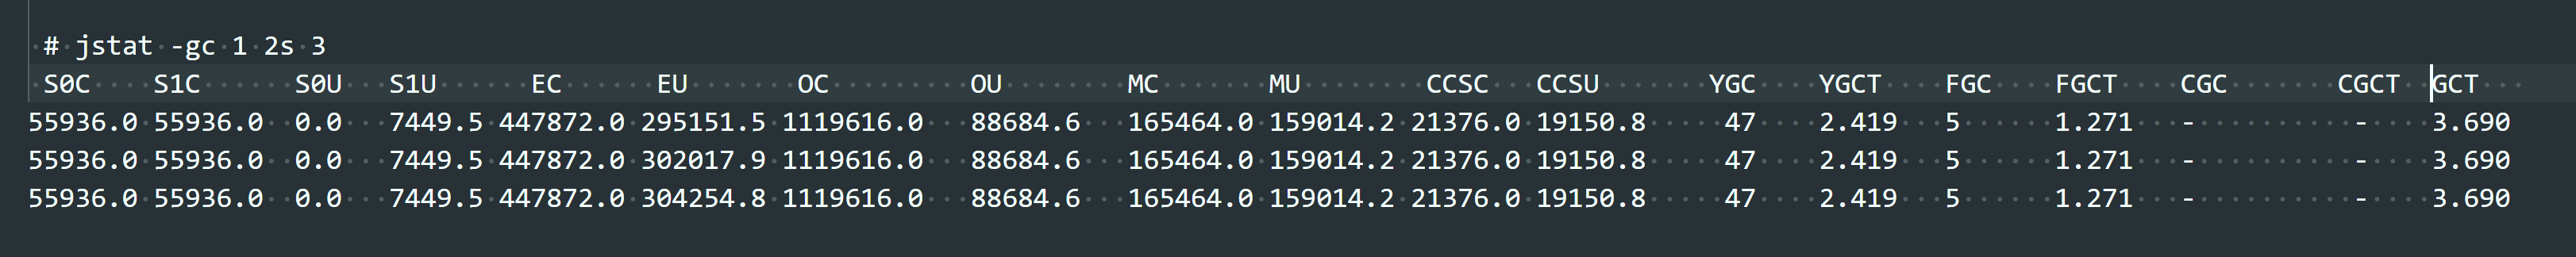 # jstat -gc 1 2s 3
S0C S1C S0U S1U EC EU OC OU MC MU CCSC CCSU YGC YGCT FGC FGCT CGC CGCT GCT
55936.0 55936.0 0.0 7449.5 447872.0 295151.5 1119616.0 88684.6 165464.0 159014.2 21376.0 19150.8 47 2.419 5 1.271 - - 3.690
55936.0 55936.0 0.0 7449.5 447872.0 302017.9 1119616.0 88684.6 165464.0 159014.2 21376.0 19150.8 47 2.419 5 1.271 - - 3.690
55936.0 55936.0 0.0 7449.5 447872.0 304254.8 1119616.0 88684.6 165464.0 159014.2 21376.0 19150.8 47 2.419 5 1.271 - - 3.690